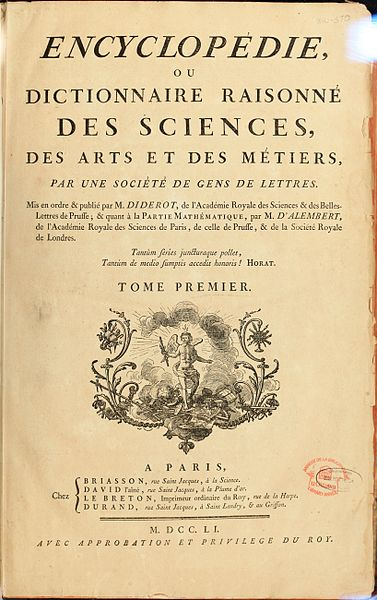 ENCYCLOPÉDIE,
OU
DICTIONNAIRE RAISONNÉ
DES SCIENCES,
DES ARTS ET DES MÉTIERS,
PAR UNE SOCIÉTÉ DE GENS DE LETTRES.
Mis en ordre & publié par M. DIDEROT, de l'Académie Royale des Sciences & des Belles-
Lettres de Prusse; & quant à la PARTIE MATHÉMATIQUE, par M. D'ALEMBERT,
de l'Académie Royale des Sciences de Paris, de celle de Prusse, & de la Société Royale
de Londres.
Tantùm series juncturaque pollet,
Tantùm de medio sumptis accedit honoris! HORAT.
TOME PREMIER.
A PARIS,
Chez
BRIASSON, rue Saint Jacques, à la Science.
DAVID l'aîné, rue Saint Jacques, à la Plume d'or.
LE BRETON, Imprimeur ordinaire du Roy, rue de la Harpe.
DURAND, rue Saint Jacques, à Saint Landry, & au Griffon.
M. DCC. LI.
AVEC APPROBATION ET PRIVILEGE DU ROY.